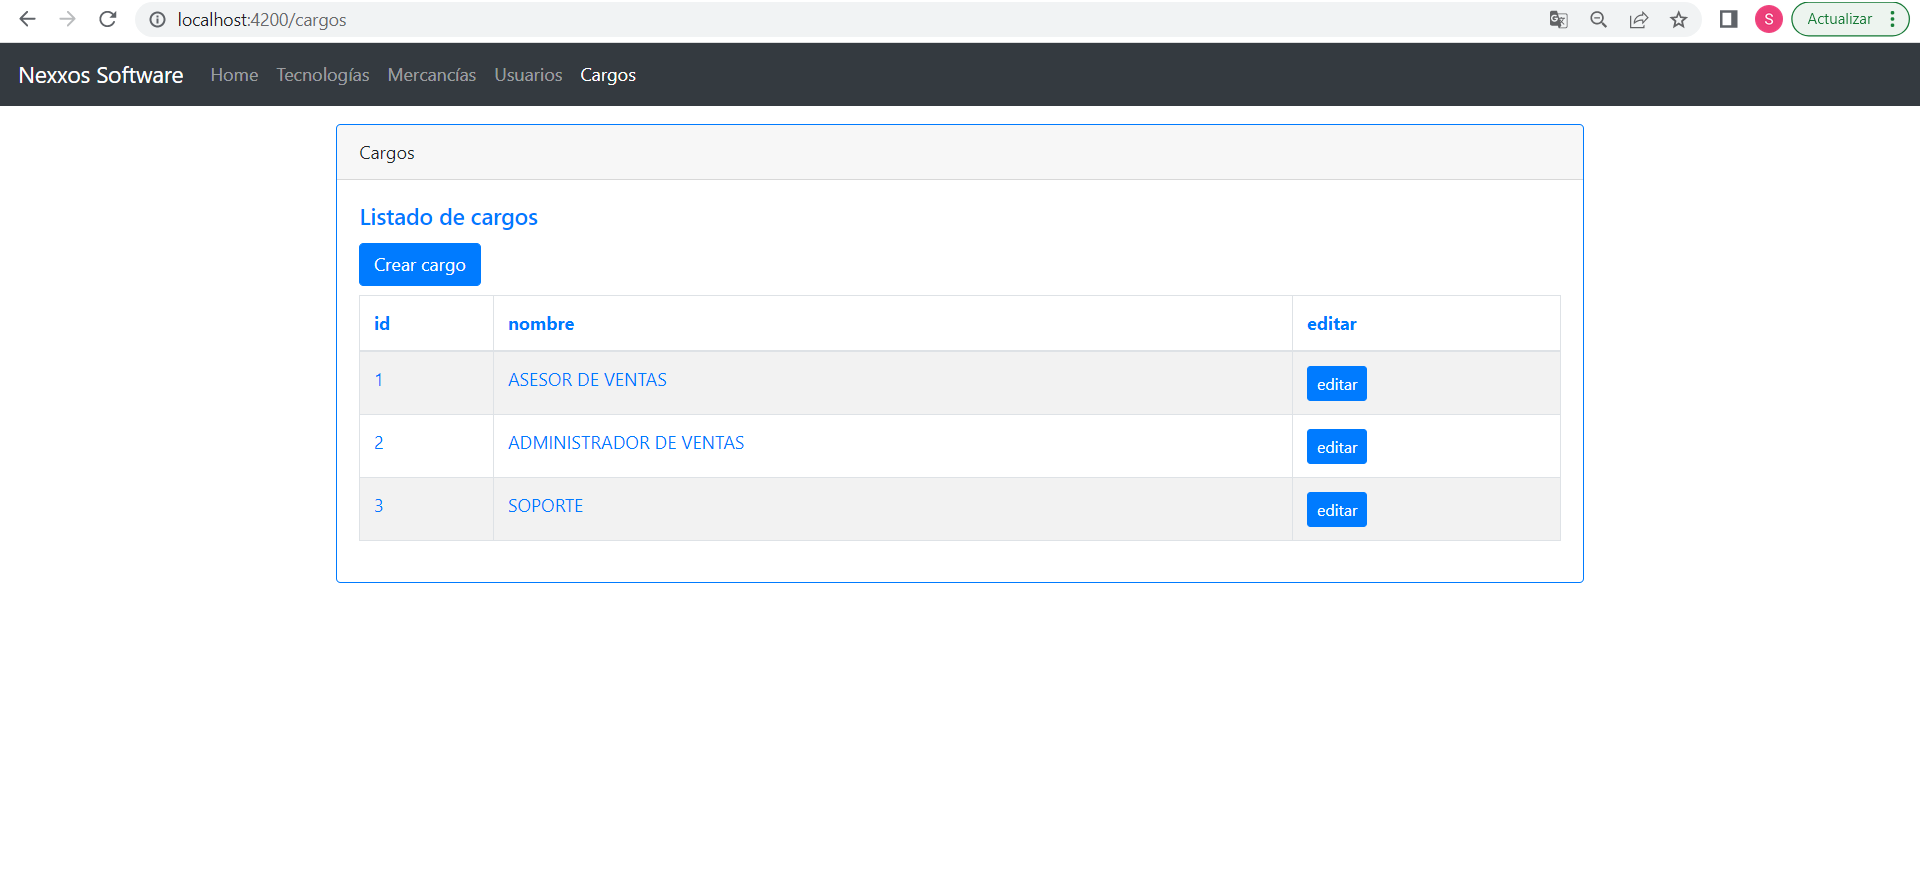 localhost:4200/cargos
S
Actualizar
Nexxos Software Home Tecnologías Mercancías Usuarios Cargos
Cargos
Listado de cargos
Crear cargo
id nombre editar
1 ASESOR DE VENTAS editar
2 ADMINISTRADOR DE VENTAS editar
3 SOPORTE editar